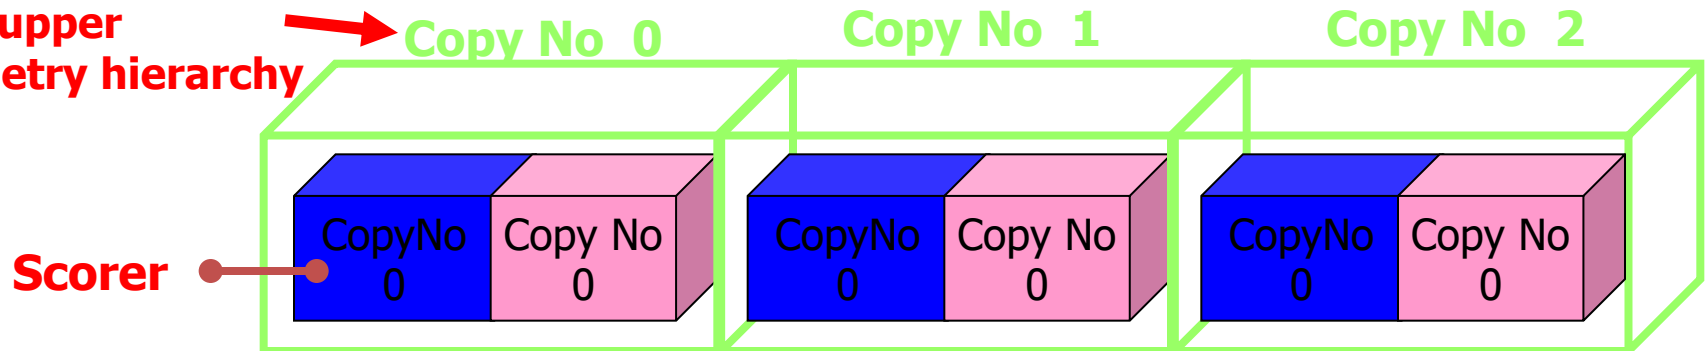 upper
etry hierarchy
Copy No 0
Copy No 1
Copy No 2
Scorer
CopyNo
0
Copy No
0
CopyNo
0
Copy No
0
CopyNo
0
Copy No
0